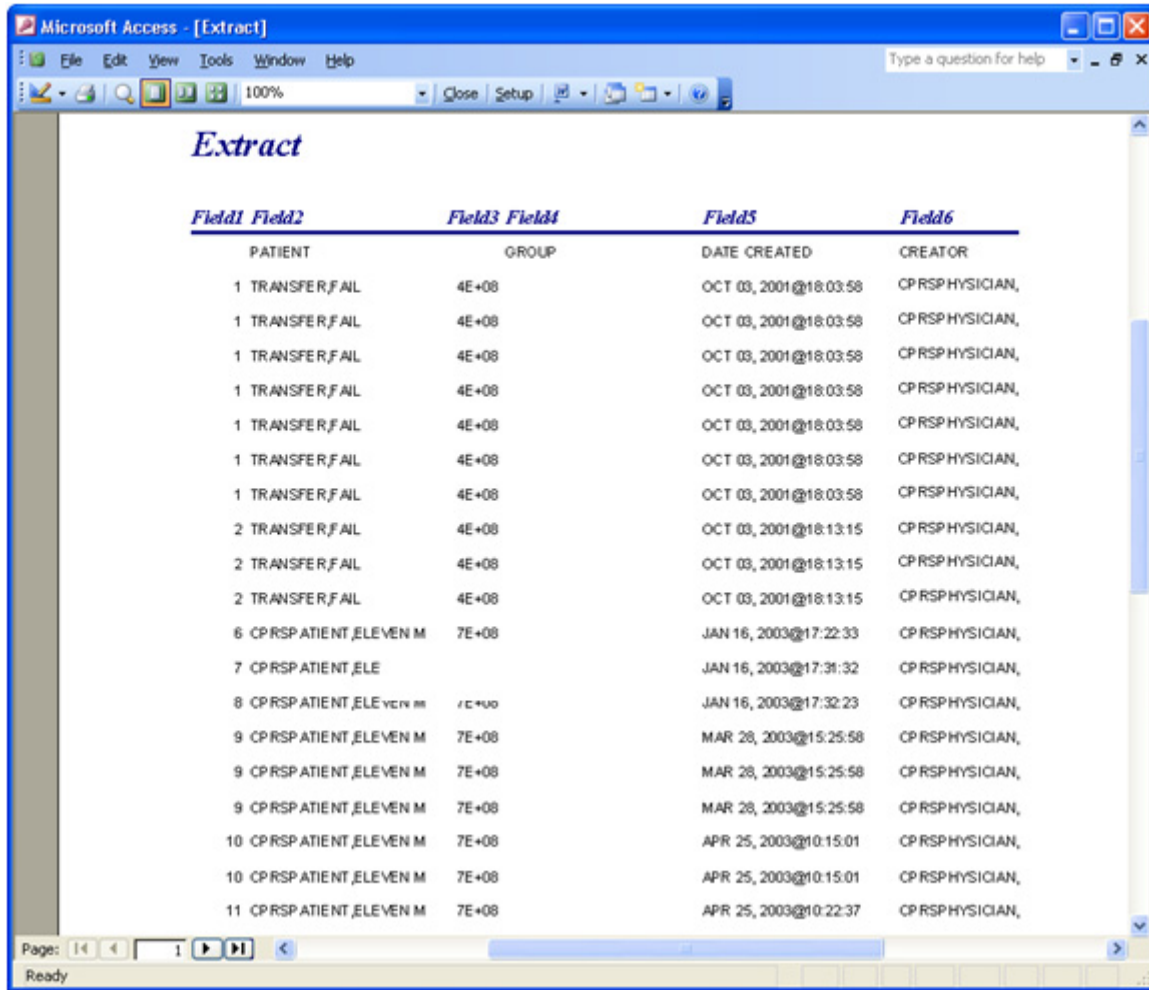 Microsoft Access - [Extract]
File Edit View Tools Window Help Type a question for help
100% Close Setup
Extract
Field1 Field2 Field3 Field4 Field5 Field6
PATIENT GROUP DATE CREATED CREATOR
1 TRANSFER,FAIL 4E+08 OCT 03, 2001@18:03:58 CPRSPHYSICIAN,
1 TRANSFER,FAIL 4E+08 OCT 03, 2001@18:03:58 CPRSPHYSICIAN,
1 TRANSFER,FAIL 4E+08 OCT 03, 2001@18:03:58 CPRSPHYSICIAN,
1 TRANSFER,FAIL 4E+08 OCT 03, 2001@18:03:58 CPRSPHYSICIAN,
1 TRANSFER,FAIL 4E+08 OCT 03, 2001@18:03:58 CPRSPHYSICIAN,
1 TRANSFER,FAIL 4E+08 OCT 03, 2001@18:03:58 CPRSPHYSICIAN,
1 TRANSFER,FAIL 4E+08 OCT 03, 2001@18:03:58 CPRSPHYSICIAN,
2 TRANSFER,FAIL 4E+08 OCT 03, 2001@18:13:15 CPRSPHYSICIAN,
2 TRANSFER,FAIL 4E+08 OCT 03, 2001@18:13:15 CPRSPHYSICIAN,
2 TRANSFER,FAIL 4E+08 OCT 03, 2001@18:13:15 CPRSPHYSICIAN,
6 CPRSPATIENT,ELEVEN M 7E+08 JAN 16, 2003@17:22:33 CPRSPHYSICIAN,
7 CPRSPATIENT,ELE JAN 16, 2003@17:31:32 CPRSPHYSICIAN,
8 CPRSPATIENT,ELEVEN M 7E+08 JAN 16, 2003@17:32:23 CPRSPHYSICIAN,
9 CPRSPATIENT,ELEVEN M 7E+08 MAR 28, 2003@15:25:58 CPRSPHYSICIAN,
9 CPRSPATIENT,ELEVEN M 7E+08 MAR 28, 2003@15:25:58 CPRSPHYSICIAN,
9 CPRSPATIENT,ELEVEN M 7E+08 MAR 28, 2003@15:25:58 CPRSPHYSICIAN,
10 CPRSPATIENT,ELEVEN M 7E+08 APR 25, 2003@10:15:01 CPRSPHYSICIAN,
10 CPRSPATIENT,ELEVEN M 7E+08 APR 25, 2003@10:15:01 CPRSPHYSICIAN,
11 CPRSPATIENT,ELEVEN M 7E+08 APR 25, 2003@10:22:37 CPRSPHYSICIAN,
Page: 1
Ready